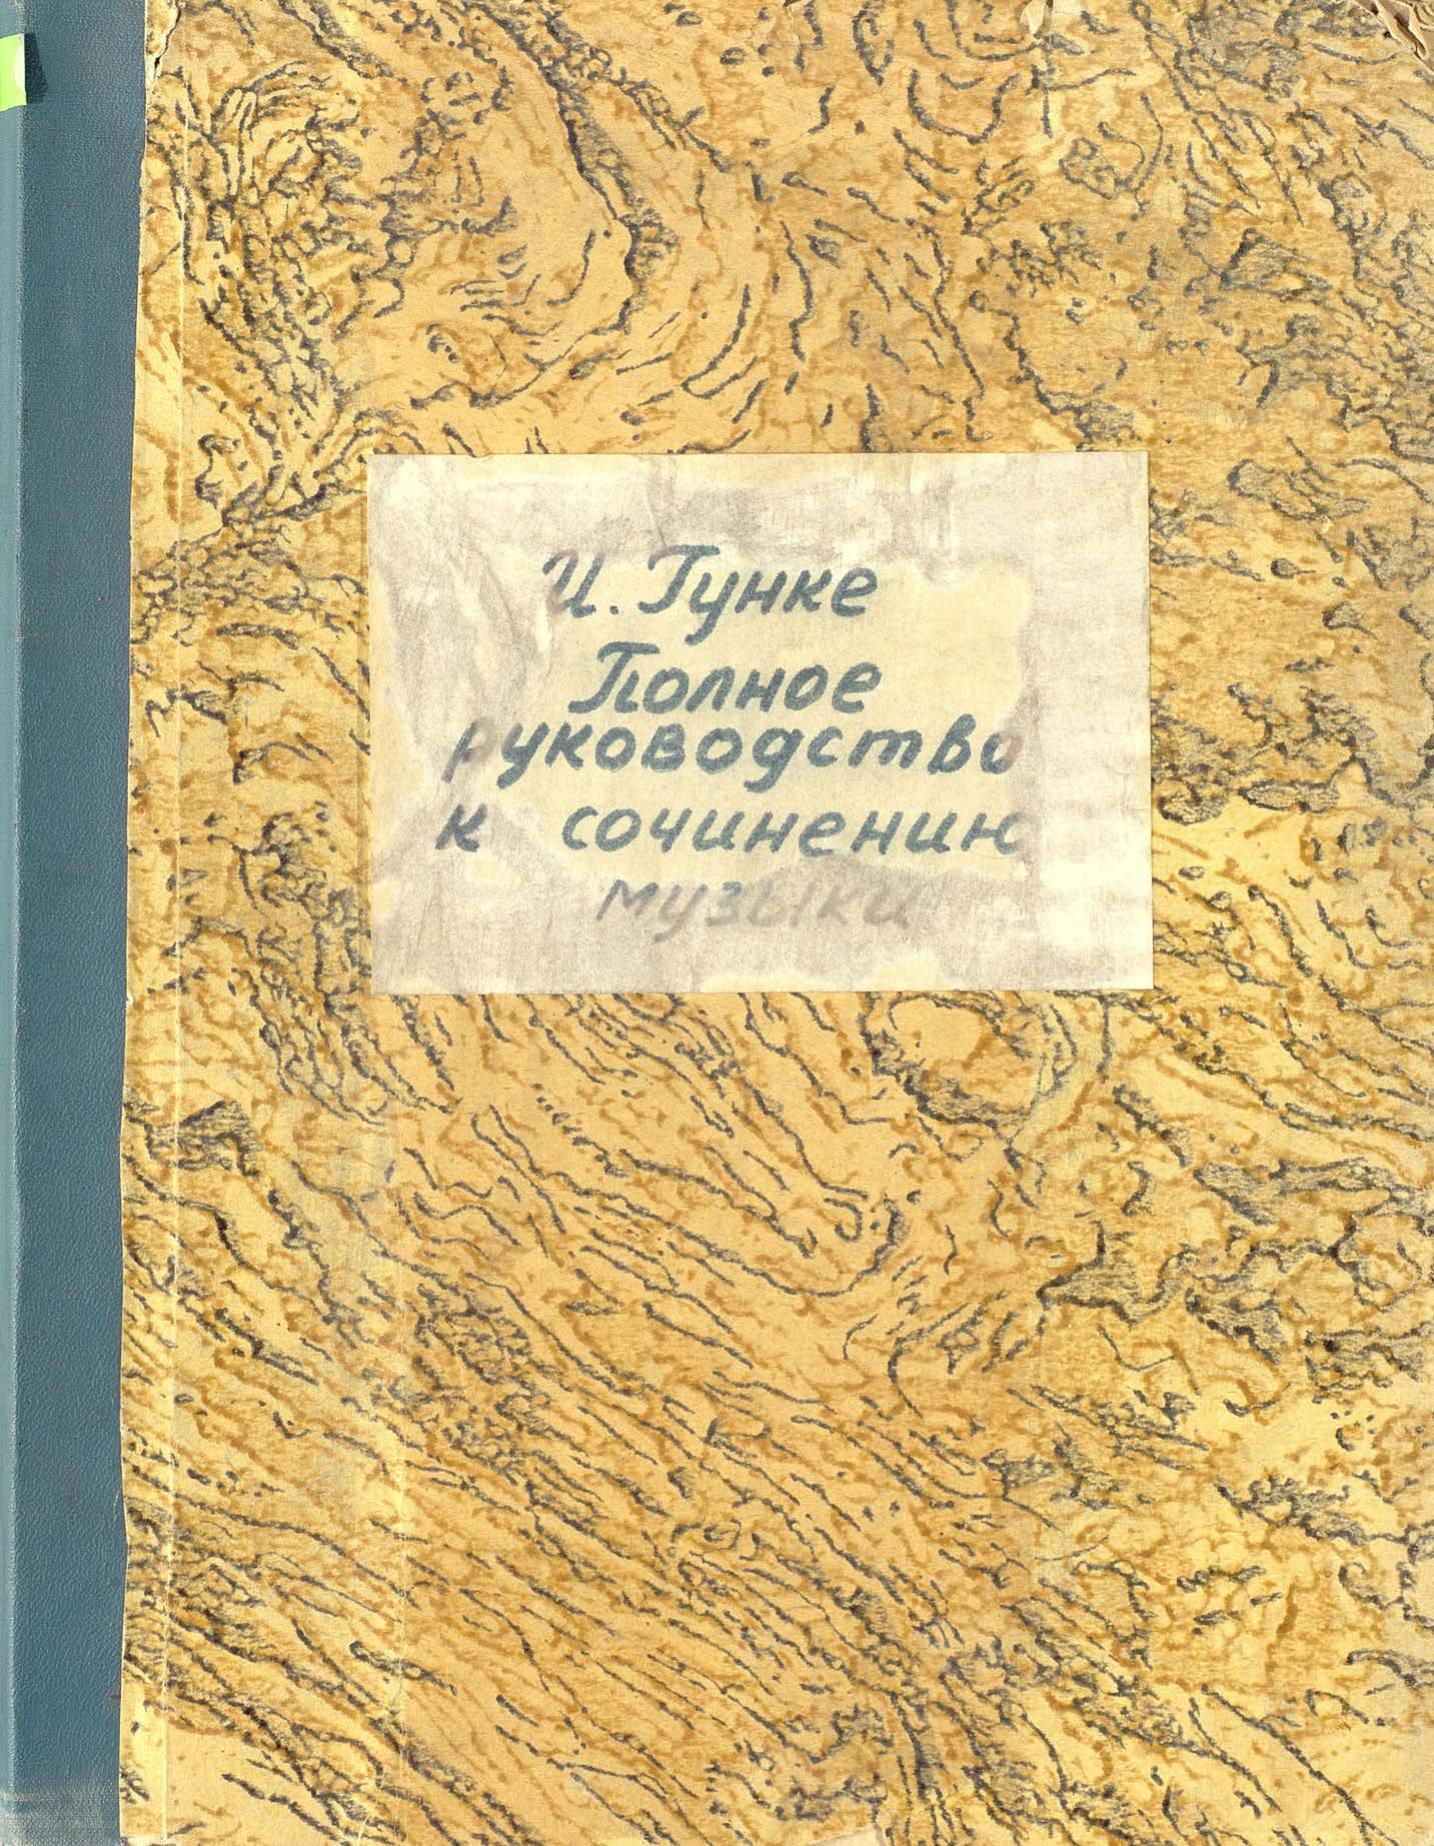 И. Гунке
Полное
руководство
к сочинению
музыки